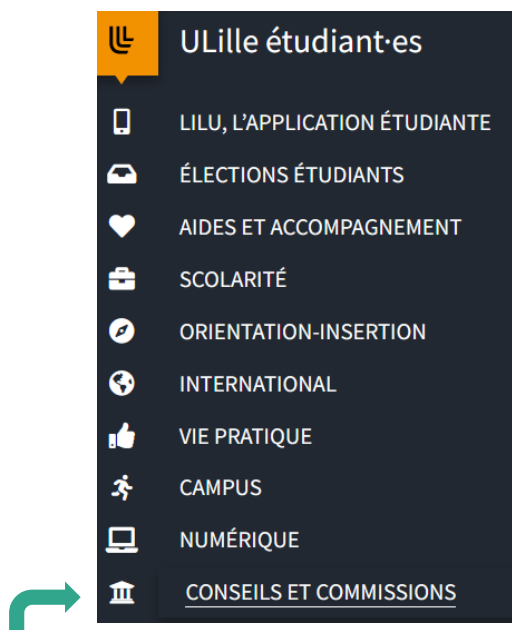 ULille étudiant·es
LILU, L’APPLICATION ÉTUDIANTE
ÉLECTIONS ÉTUDIANTS
AIDES ET ACCOMPAGNEMENT
SCOLARITÉ
ORIENTATION-INSERTION
INTERNATIONAL
VIE PRATIQUE
CAMPUS
NUMÉRIQUE
CONSEILS ET COMMISSIONS